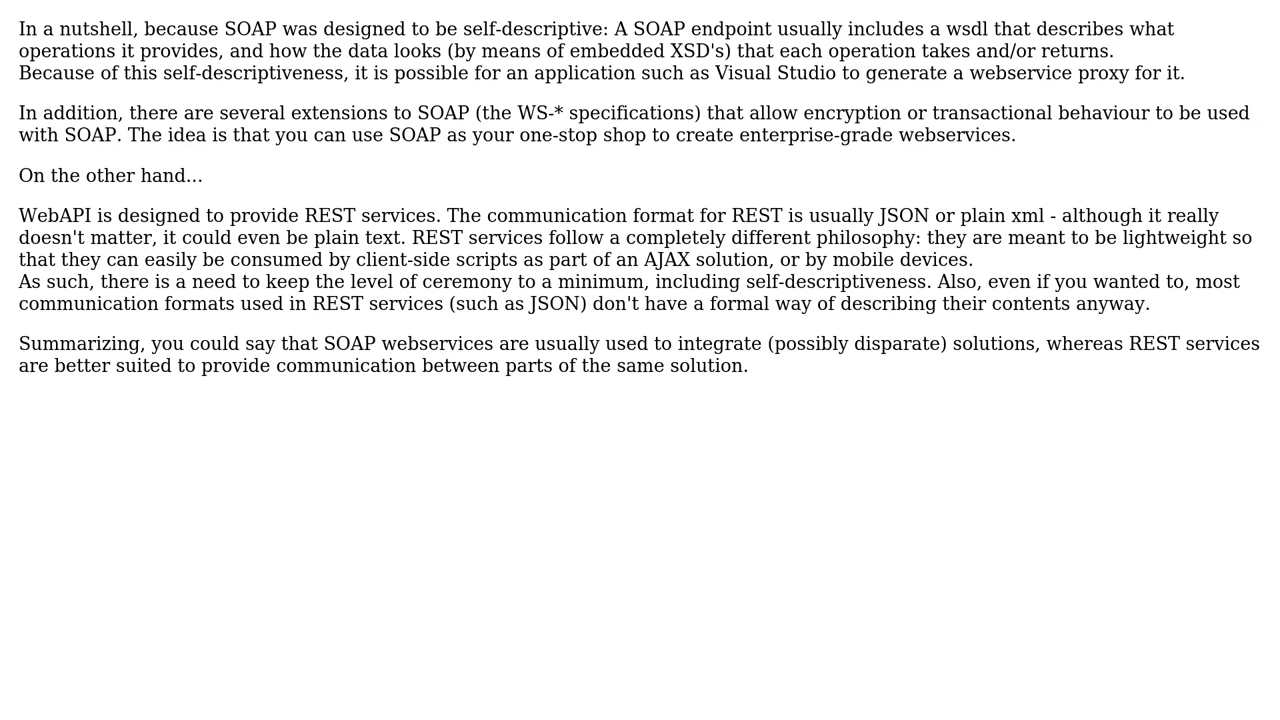 In a nutshell, because SOAP was designed to be self-descriptive: A SOAP endpoint usually includes a wsdl that describes what
operations it provides, and how the data looks (by means of embedded XSD's) that each operation takes and/or returns.
Because of this self-descriptiveness, it is possible for an application such as Visual Studio to generate a webservice proxy for it.
In addition, there are several extensions to SOAP (the WS-* specifications) that allow encryption or transactional behaviour to be used
with SOAP. The idea is that you can use SOAP as your one-stop shop to create enterprise-grade webservices.
On the other hand...
WebAPI is designed to provide REST services. The communication format for REST is usually JSON or plain xml - although it really
doesn't matter, it could even be plain text. REST services follow a completely different philosophy: they are meant to be lightweight so
that they can easily be consumed by client-side scripts as part of an AJAX solution, or by mobile devices.
As such, there is a need to keep the level of ceremony to a minimum, including self-descriptiveness. Also, even if you wanted to, most
communication formats used in REST services (such as JSON) don't have a formal way of describing their contents anyway.
Summarizing, you could say that SOAP webservices are usually used to integrate (possibly disparate) solutions, whereas REST services
are better suited to provide communication between parts of the same solution.